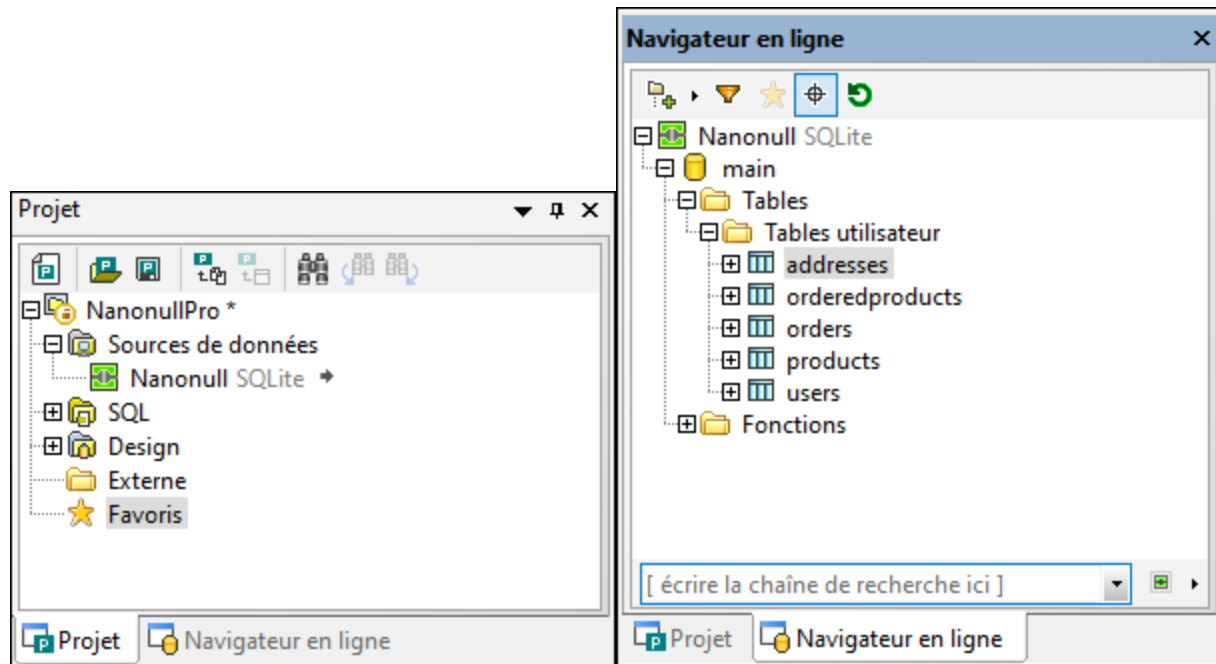 Projet
NanonullPro *
Sources de données
Nanonull SQLite
SQL
Design
Externe
Favoris
Projet
Navigateur en ligne
Navigateur en ligne
Nanonull SQLite
main
Tables
Tables utilisateur
addresses
orderedproducts
orders
products
users
Fonctions
[ écrire la chaîne de recherche ici ]
Projet
Navigateur en ligne